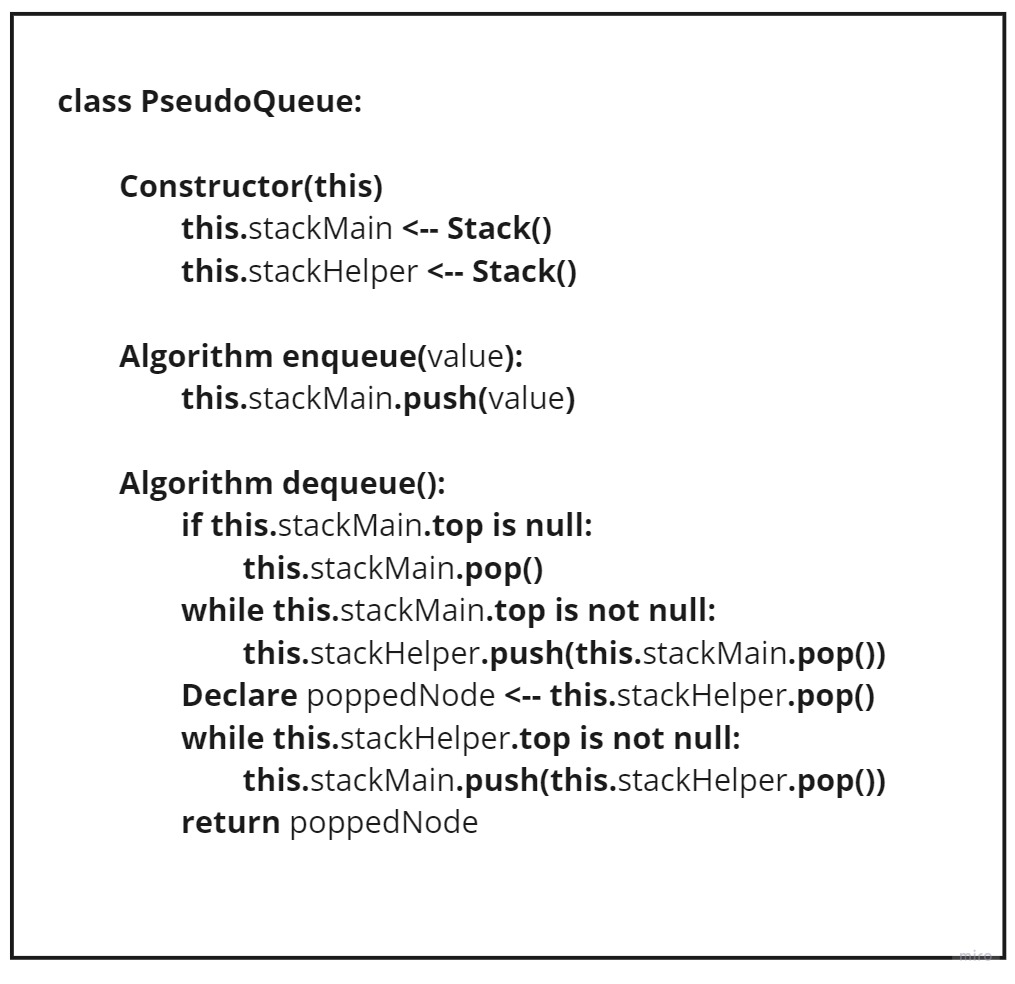 class PseudoQueue:
Constructor(this)
this.stackMain <-- Stack()
this.stackHelper <-- Stack()
Algorithm enqueue(value):
this.stackMain.push(value)
Algorithm dequeue():
if this.stackMain.top is null:
this.stackMain.pop()
while this.stackMain.top is not null:
this.stackHelper.push(this.stackMain.pop())
Declare poppedNode <-- this.stackHelper.pop()
while this.stackHelper.top is not null:
this.stackMain.push(this.stackHelper.pop())
return poppedNode
miro